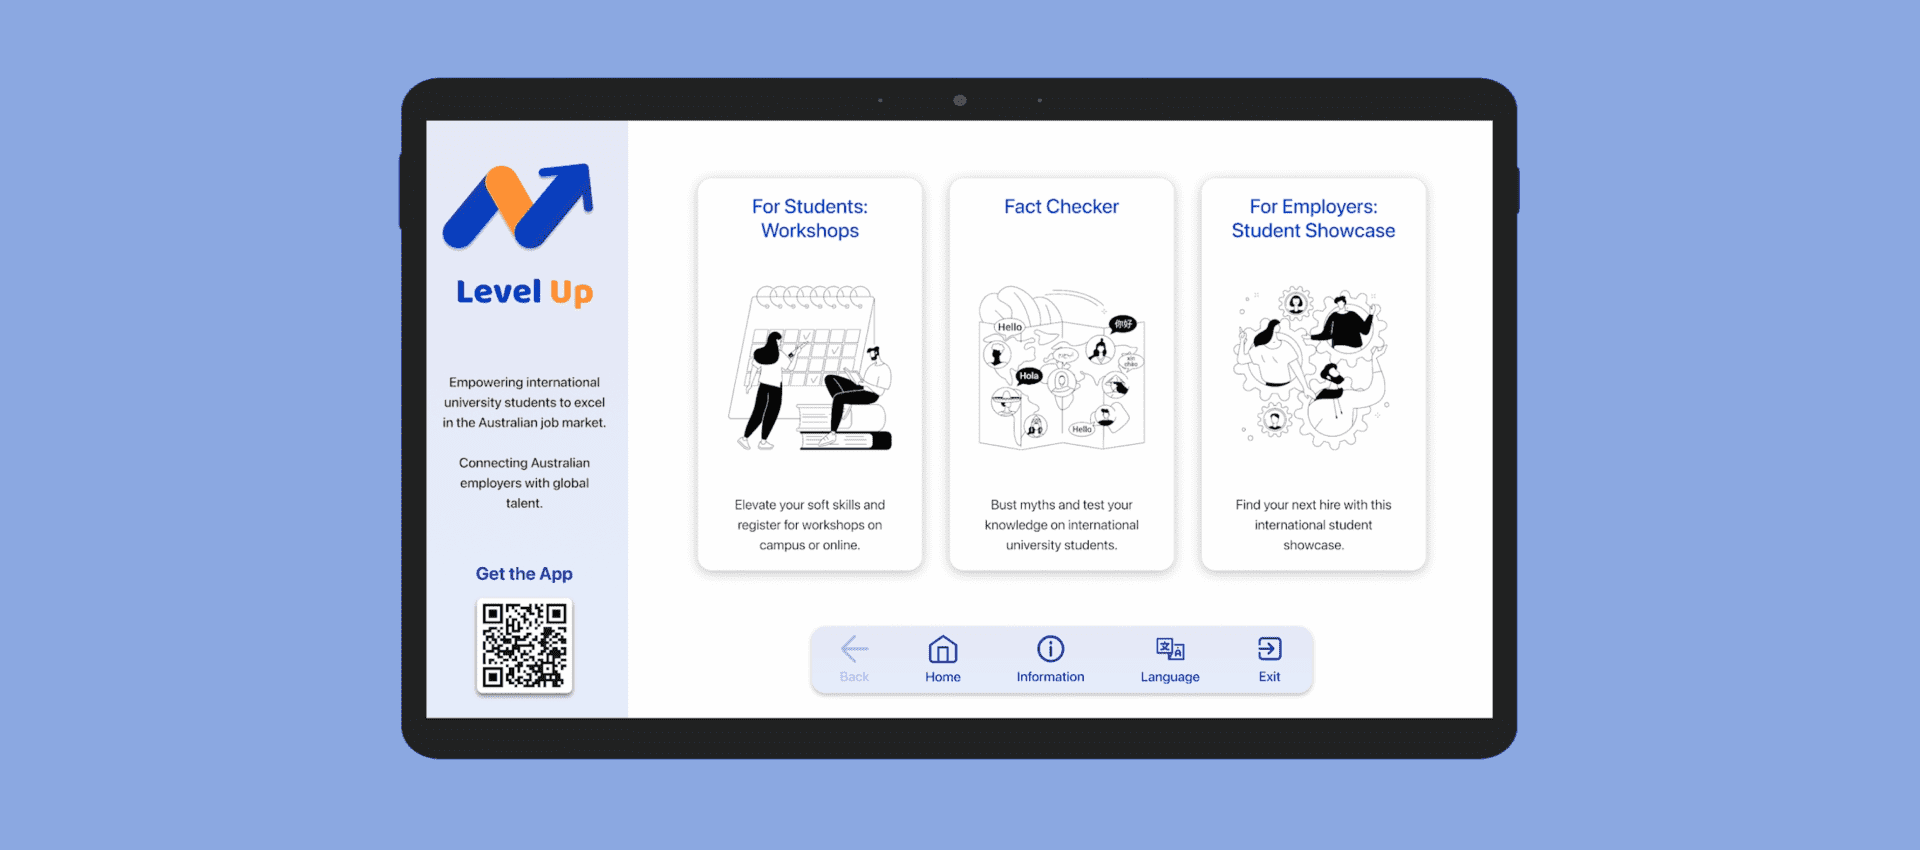 Level Up
Empowering international
university students to excel
in the Australian job market.
Connecting Australian
employers with global
talent.
Get the App
For Students:
Workshops
Elevate your soft skills and
register for workshops on
campus or online.
Fact Checker
Hello
你好
Hola
xin
chào
Hello
Bust myths and test your
knowledge on international
university students.
For Employers:
Student Showcase
Find your next hire with this
international student
showcase.
Back
Home
Information
Language
Exit